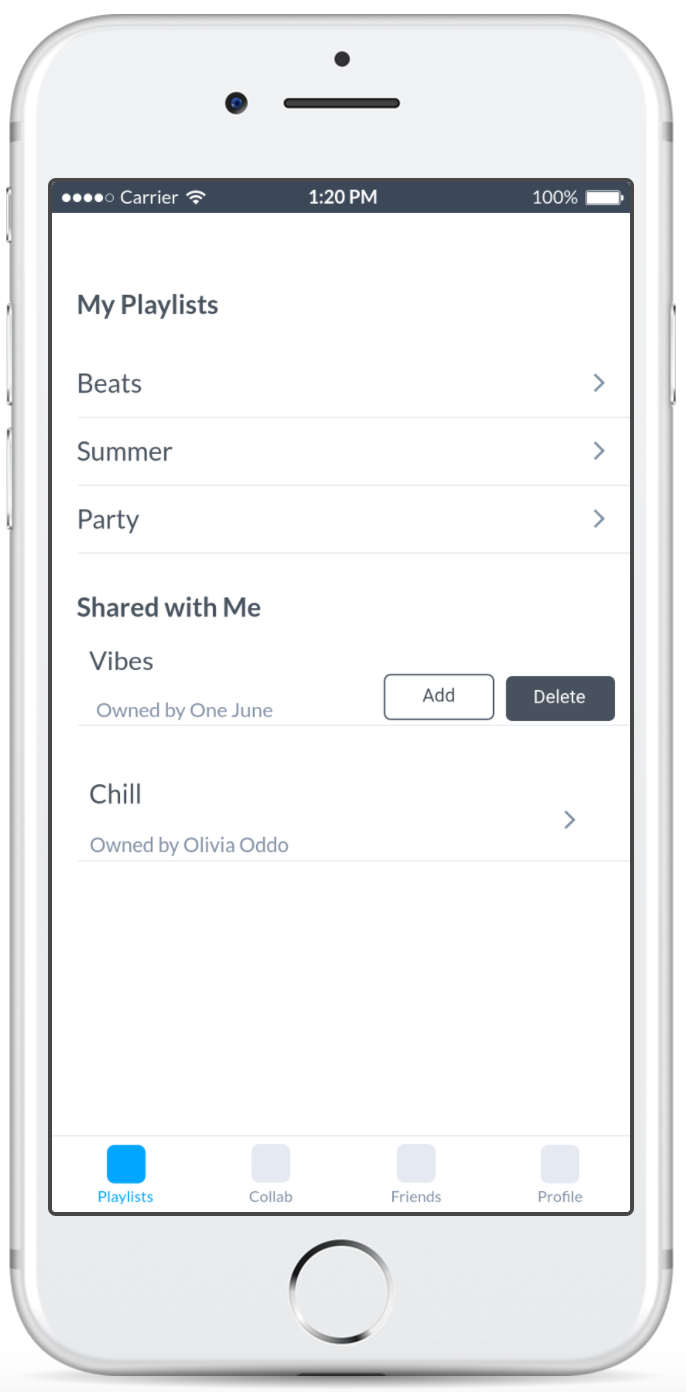 Carrier 1:20 PM 100%
My Playlists
Beats
Summer
Party
Shared with Me
Vibes
Owned by One June
Add Delete
Chill
Owned by Olivia Oddo
Playlists Collab Friends Profile